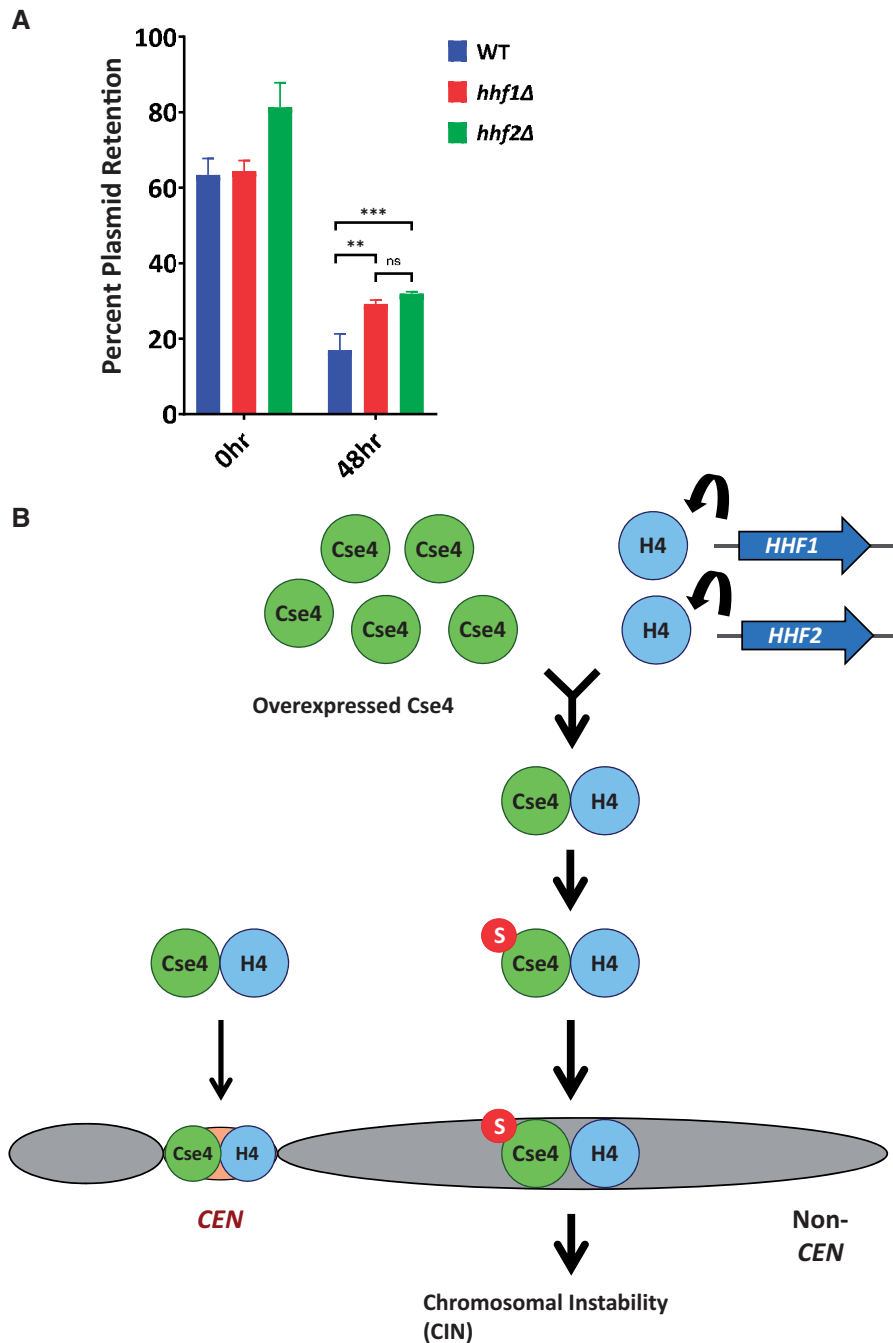 A
Percent Plasmid Retention
100
80
60
40
20
0
0hr
48hr
**
***
ns
WT
hhf1Δ
hhf2Δ
B
Cse4
Cse4
Cse4
Cse4
Cse4
Overexpressed Cse4
H4
HHF1
H4
HHF2
Cse4
H4
Cse4
H4
S
Cse4
H4
Cse4
H4
S
Cse4
H4
CEN
Non-
CEN
Chromosomal Instability
(CIN)